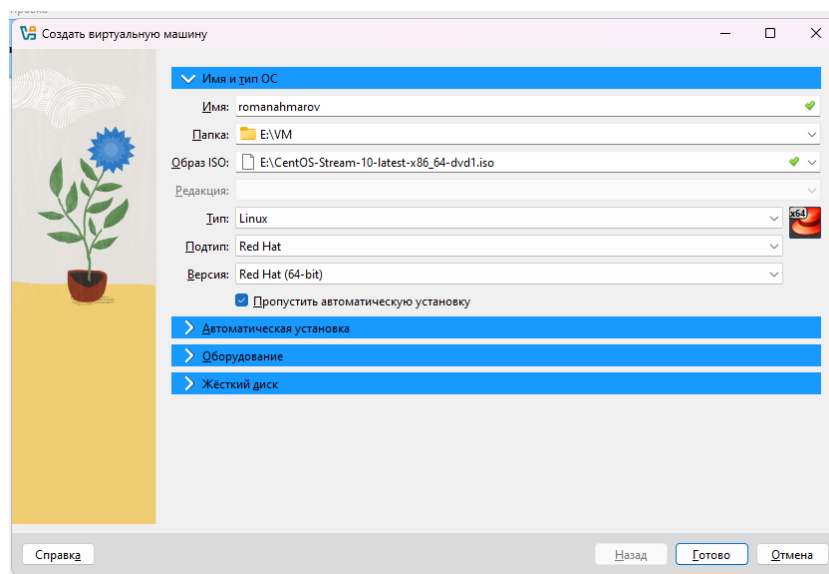 Создать виртуальную машину
Имя и тип ОС
Имя: romanahmarov
Папка: E:\VM
Образ ISO: E:\CentOS-Stream-10-latest-x86_64-dvd1.iso
Редакция:
Тип: Linux
x64
Подтип: Red Hat
Версия: Red Hat (64-bit)
Пропустить автоматическую установку
Автоматическая установка
Оборудование
Жёсткий диск
Справка Назад Готово Отмена